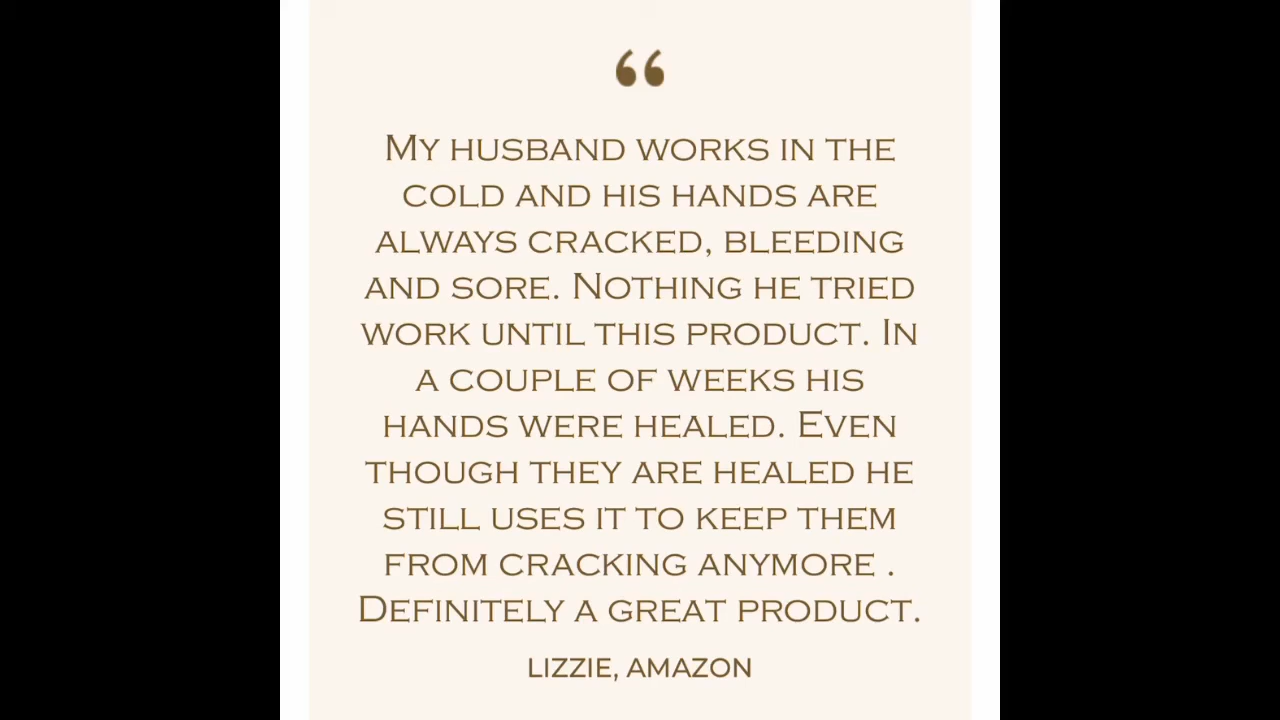 “
My husband works in the
cold and his hands are
always cracked, bleeding
and sore. Nothing he tried
work until this product. In
a couple of weeks his
hands were healed. Even
though they are healed he
still uses it to keep them
from cracking anymore .
Definitely a great product.
LIZZIE, AMAZON